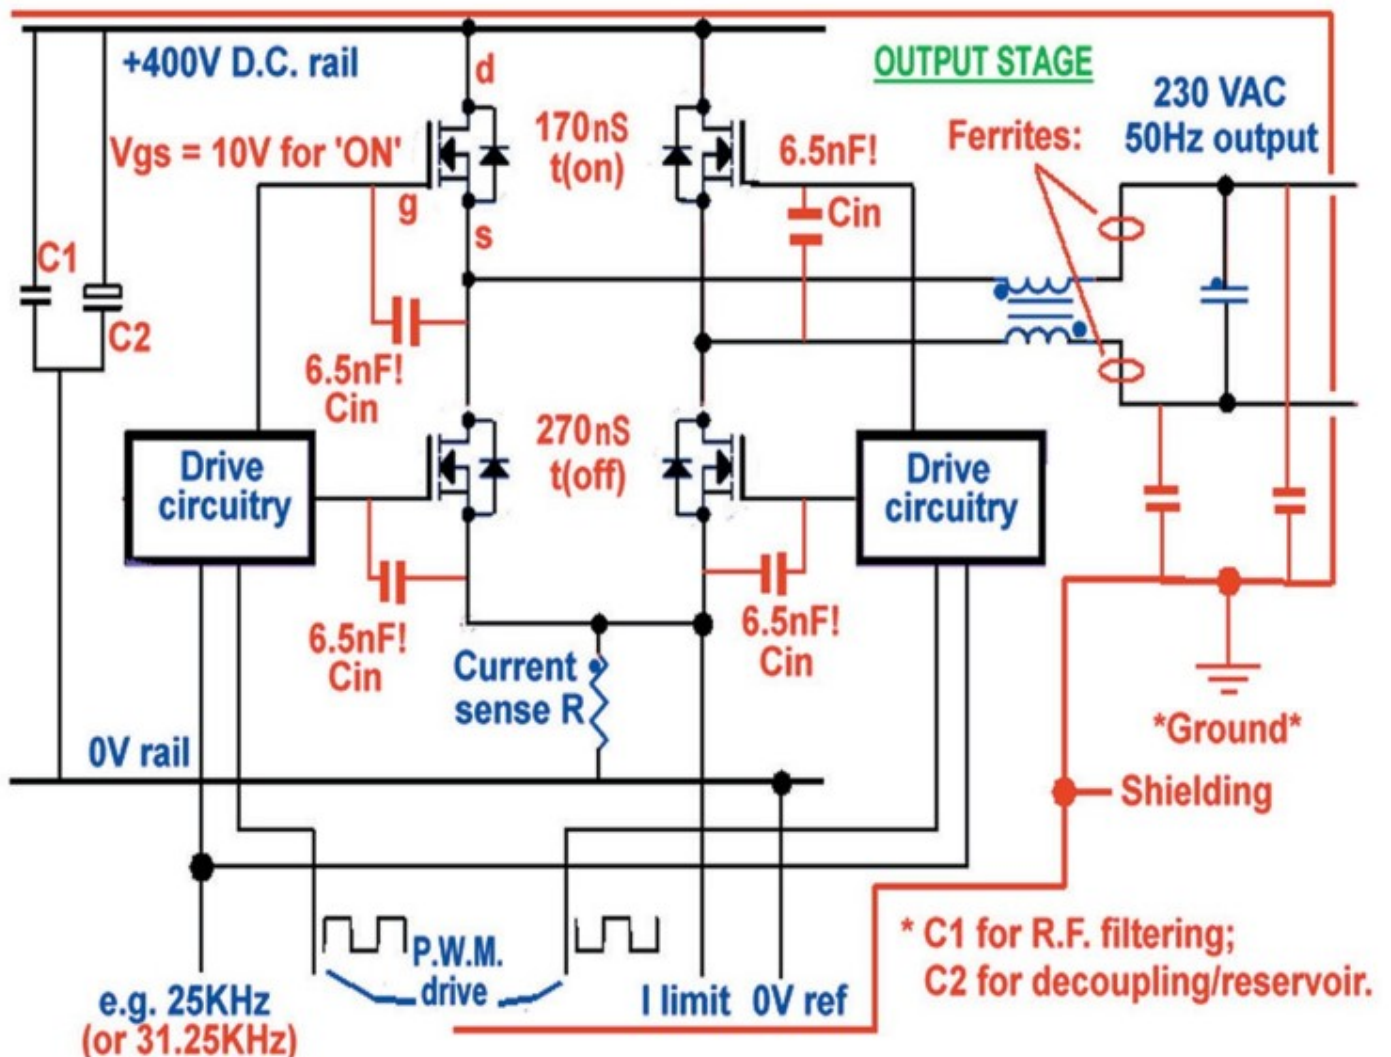 +400V D.C. rail
d
OUTPUT STAGE
230 VAC
50Hz output
Vgs = 10V for 'ON'
170nS
t(on)
6.5nF!
Cin
Ferrites:
g
s
C1
C2
6.5nF!
Cin
270nS
t(off)
Drive
circuitry
Drive
circuitry
6.5nF!
Cin
6.5nF!
Cin
Current
sense R
*Ground*
0V rail
Shielding
P.W.M.
drive
* C1 for R.F. filtering;
C2 for decoupling/reservoir.
e.g. 25KHz
(or 31.25KHz)
I limit
0V ref